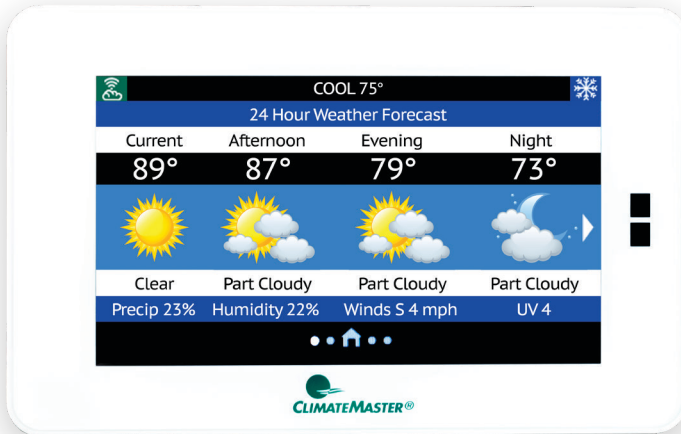 COOL 75°
24 Hour Weather Forecast
Current Afternoon Evening Night
89° 87° 79° 73°
Clear Part Cloudy Part Cloudy Part Cloudy
Precip 23% Humidity 22% Winds S 4 mph UV 4
CLIMATEMASTER®